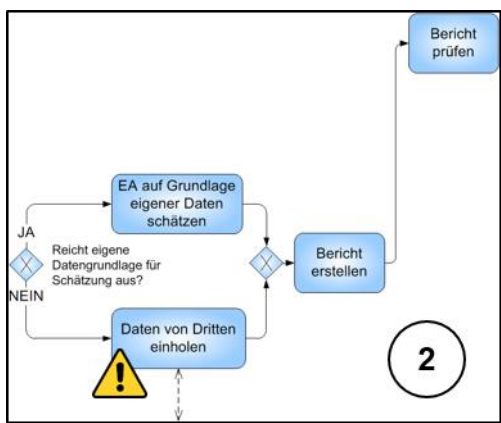 Bericht
prüfen
EA auf Grundlage
eigener Daten
schätzen
JA
Reicht eigene
Datengrundlage für
Schätzung aus?
NEIN
X
X
Bericht
erstellen
Daten von Dritten
einholen
!
2